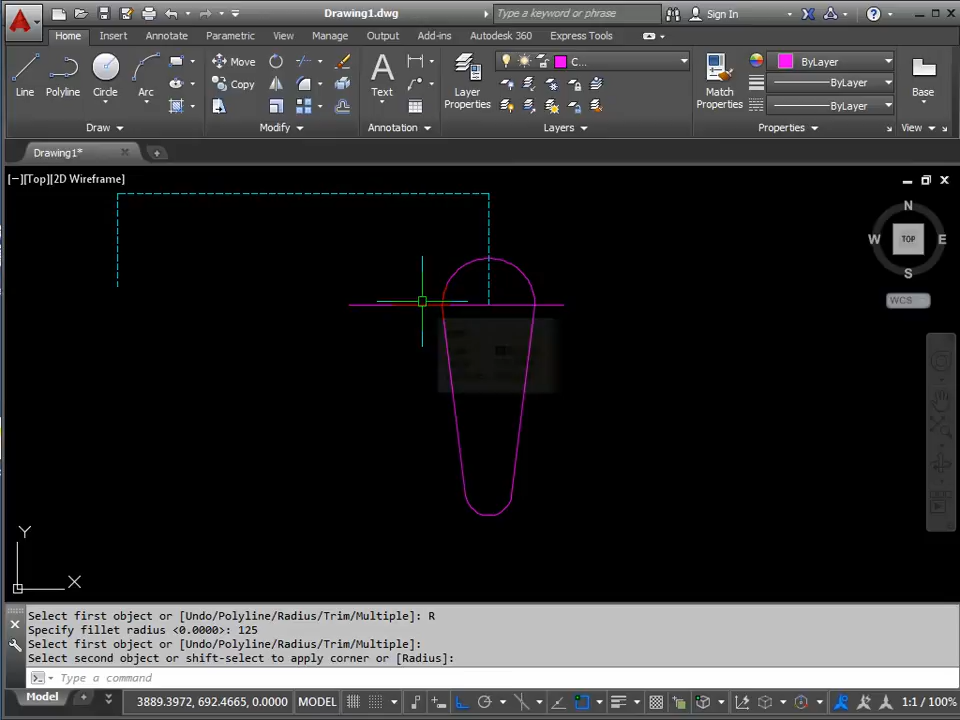 Drawing1.dwg
Type a keyword or phrase
Sign In
Home Insert Annotate Parametric View Manage Output Add-ins Autodesk 360 Express Tools
Line Polyline Circle Arc
Move
Copy
Text
Layer Properties
C...
Match Properties
ByLayer
ByLayer
ByLayer
Base
Draw Modify Annotation Layers Properties View
Drawing1*
[−][Top][2D Wireframe]
N
W TOP E
S
WCS
Y
X
Select first object or [Undo/Polyline/Radius/Trim/Multiple]: R
Specify fillet radius <0.0000>: 125
Select first object or [Undo/Polyline/Radius/Trim/Multiple]:
Select second object or shift-select to apply corner or [Radius]:
Type a command
Model 3889.3972, 692.4665, 0.0000 MODEL 1:1 / 100%